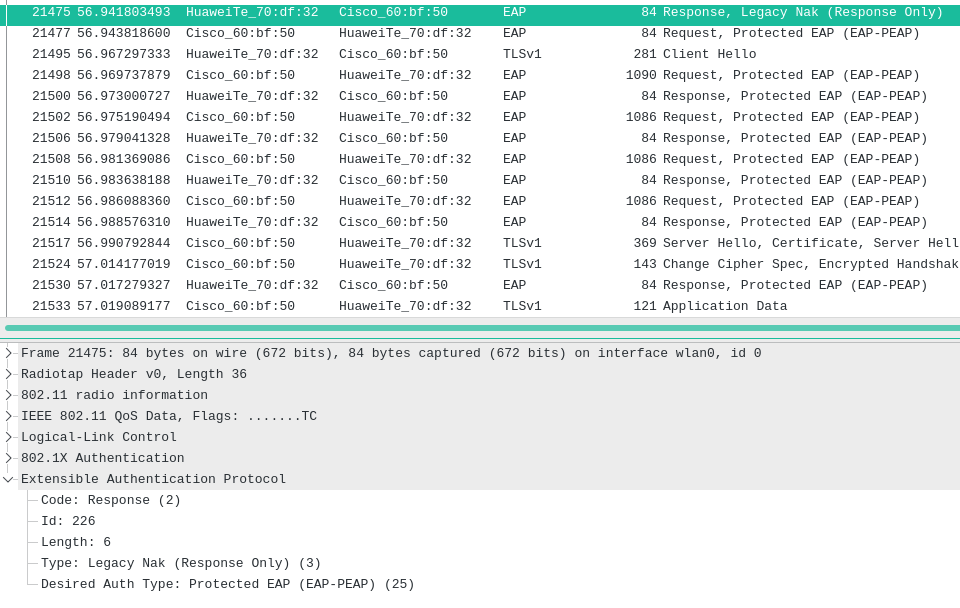 21475 56.941803493 HuaweiTe_70:df:32 Cisco_60:bf:50 EAP 84 Response, Legacy Nak (Response Only)
21477 56.943818600 Cisco_60:bf:50 HuaweiTe_70:df:32 EAP 84 Request, Protected EAP (EAP-PEAP)
21495 56.967297333 HuaweiTe_70:df:32 Cisco_60:bf:50 TLSv1 281 Client Hello
21498 56.969737879 Cisco_60:bf:50 HuaweiTe_70:df:32 EAP 1090 Request, Protected EAP (EAP-PEAP)
21500 56.973000727 HuaweiTe_70:df:32 Cisco_60:bf:50 EAP 84 Response, Protected EAP (EAP-PEAP)
21502 56.975190494 Cisco_60:bf:50 HuaweiTe_70:df:32 EAP 1086 Request, Protected EAP (EAP-PEAP)
21506 56.979041328 HuaweiTe_70:df:32 Cisco_60:bf:50 EAP 84 Response, Protected EAP (EAP-PEAP)
21508 56.981369086 Cisco_60:bf:50 HuaweiTe_70:df:32 EAP 1086 Request, Protected EAP (EAP-PEAP)
21510 56.983638188 HuaweiTe_70:df:32 Cisco_60:bf:50 EAP 84 Response, Protected EAP (EAP-PEAP)
21512 56.986088360 Cisco_60:bf:50 HuaweiTe_70:df:32 EAP 1086 Request, Protected EAP (EAP-PEAP)
21514 56.988576310 HuaweiTe_70:df:32 Cisco_60:bf:50 EAP 84 Response, Protected EAP (EAP-PEAP)
21517 56.990792844 Cisco_60:bf:50 HuaweiTe_70:df:32 TLSv1 369 Server Hello, Certificate, Server Hell
21524 57.014177019 Cisco_60:bf:50 HuaweiTe_70:df:32 TLSv1 143 Change Cipher Spec, Encrypted Handshak
21530 57.017279327 HuaweiTe_70:df:32 Cisco_60:bf:50 EAP 84 Response, Protected EAP (EAP-PEAP)
21533 57.019089177 Cisco_60:bf:50 HuaweiTe_70:df:32 TLSv1 121 Application Data
Frame 21475: 84 bytes on wire (672 bits), 84 bytes captured (672 bits) on interface wlan0, id 0
Radiotap Header v0, Length 36
802.11 radio information
IEEE 802.11 QoS Data, Flags: .......TC
Logical-Link Control
802.1X Authentication
Extensible Authentication Protocol
Code: Response (2)
Id: 226
Length: 6
Type: Legacy Nak (Response Only) (3)
Desired Auth Type: Protected EAP (EAP-PEAP) (25)